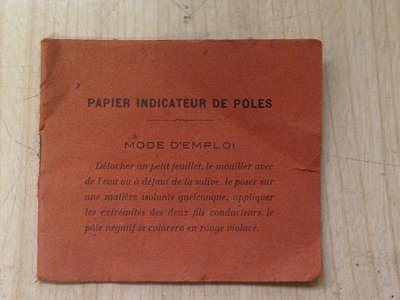 PAPIER INDICATEUR DE POLES
MODE D'EMPLOI
Détacher un petit feuillet, le mouiller avec
de l'eau ou à défaut de la salive, le poser sur
une matière isolante quelconque, appliquer
les extrémités des deux fils conducteurs, le
pôle négatif se colorera en rouge violacé.